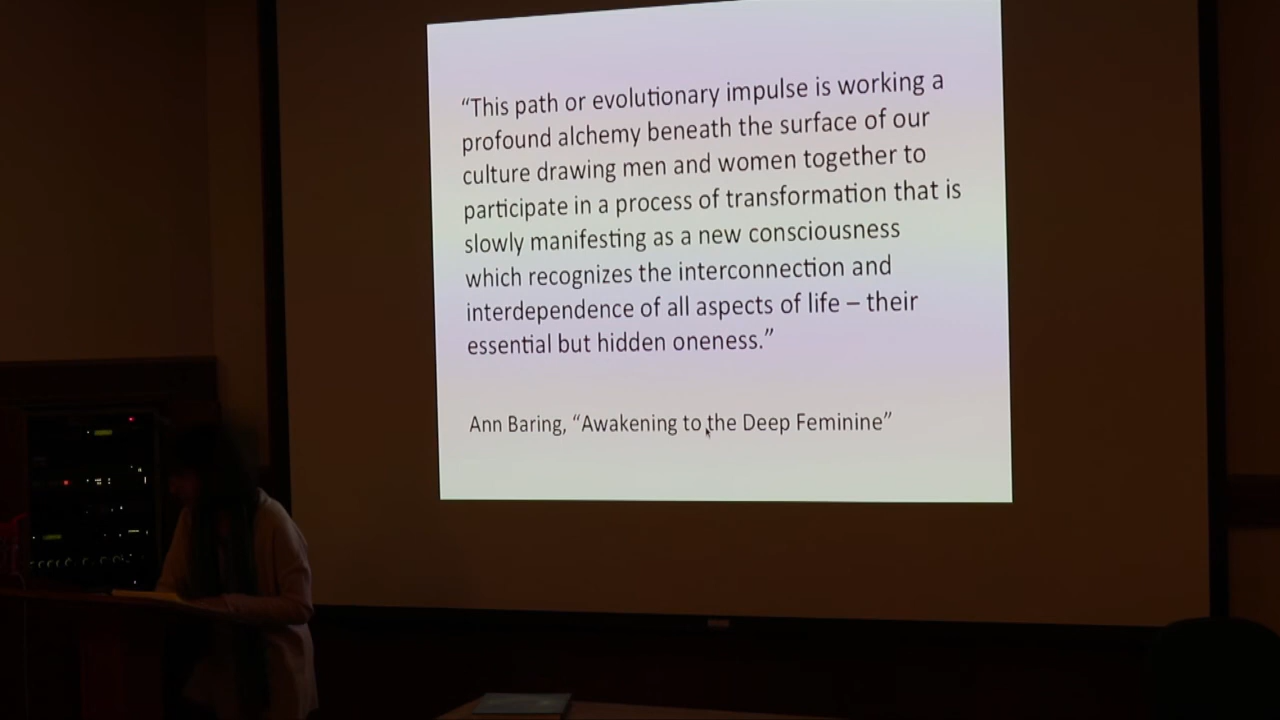 “This path or evolutionary impulse is working a
profound alchemy beneath the surface of our
culture drawing men and women together to
participate in a process of transformation that is
slowly manifesting as a new consciousness
which recognizes the interconnection and
interdependence of all aspects of life – their
essential but hidden oneness.”
Ann Baring, “Awakening to the Deep Feminine”